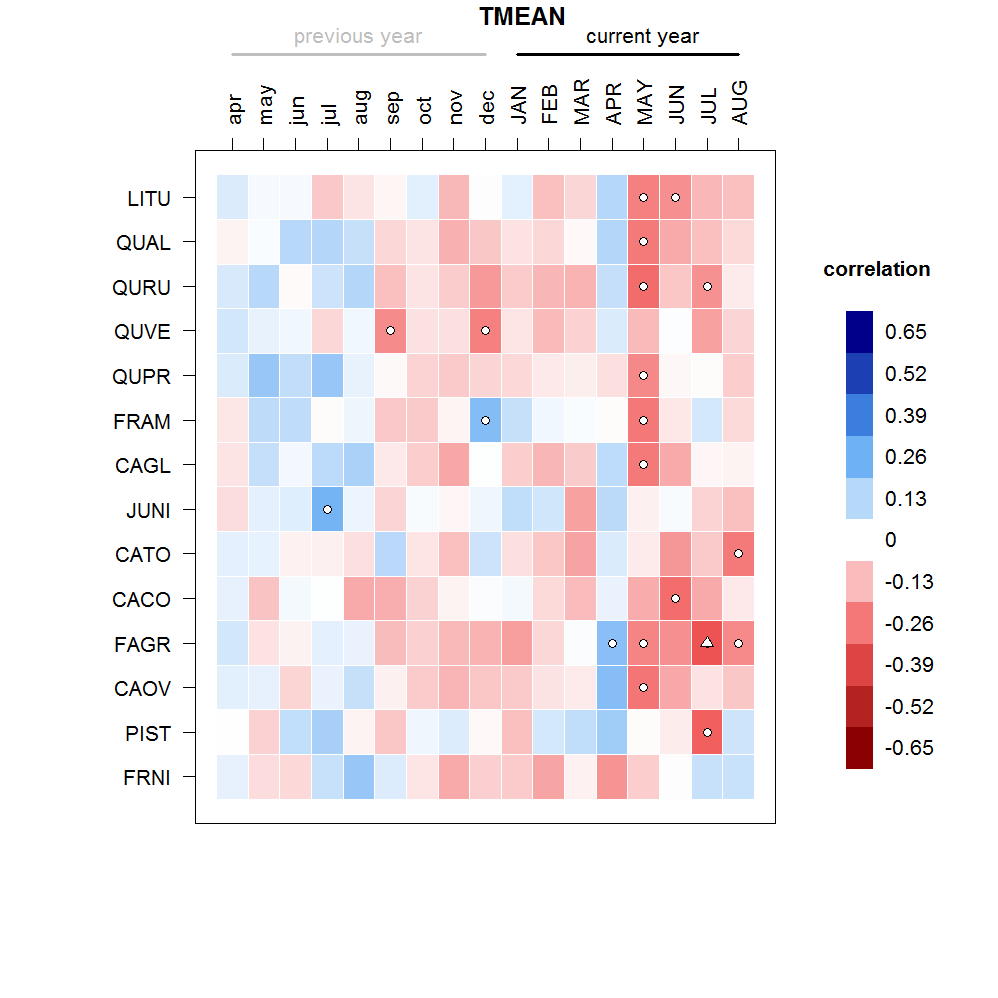 TMEAN
previous year current year
apr may jun jul aug sep oct nov dec JAN FEB MAR APR MAY JUN JUL AUG
LITU
QUAL
QURU
QUVE
QUPR
FRAM
CAGL
JUNI
CATO
CACO
FAGR
CAOV
PIST
FRNI
correlation
0.65
0.52
0.39
0.26
0.13
0
-0.13
-0.26
-0.39
-0.52
-0.65